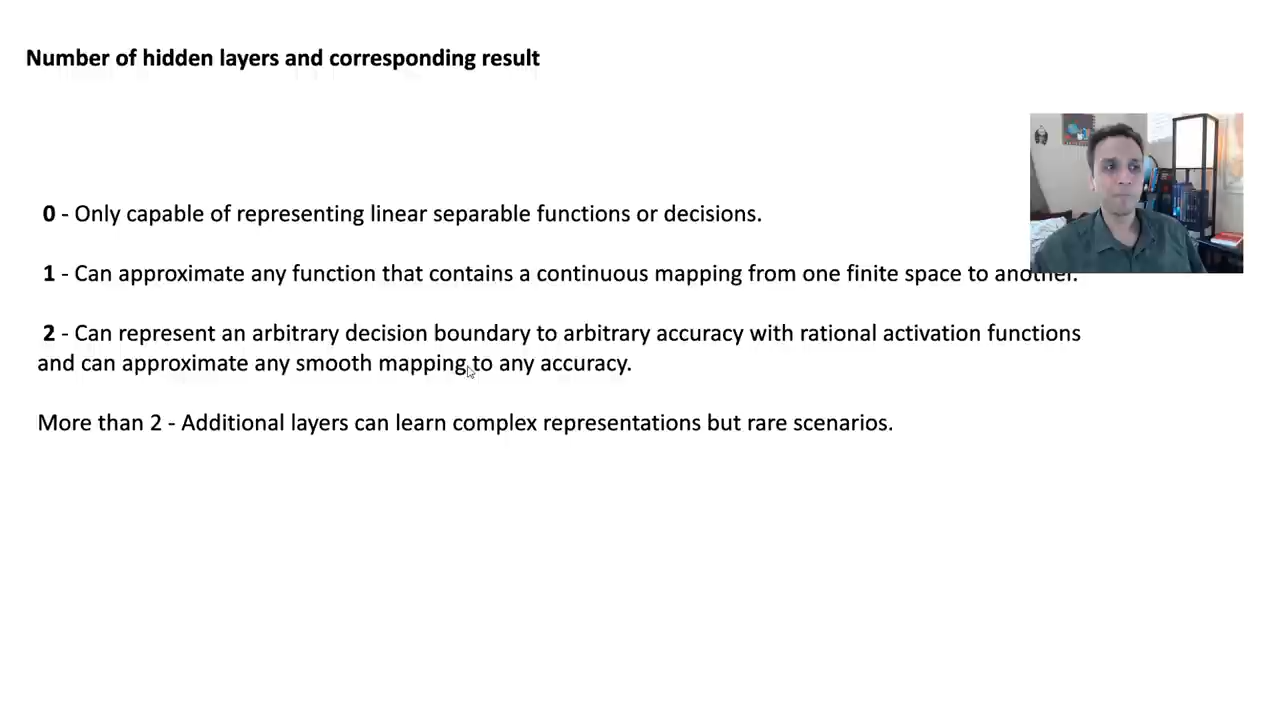 Number of hidden layers and corresponding result
0 - Only capable of representing linear separable functions or decisions.
1 - Can approximate any function that contains a continuous mapping from one finite space to another.
2 - Can represent an arbitrary decision boundary to arbitrary accuracy with rational activation functions
and can approximate any smooth mapping to any accuracy.
More than 2 - Additional layers can learn complex representations but rare scenarios.